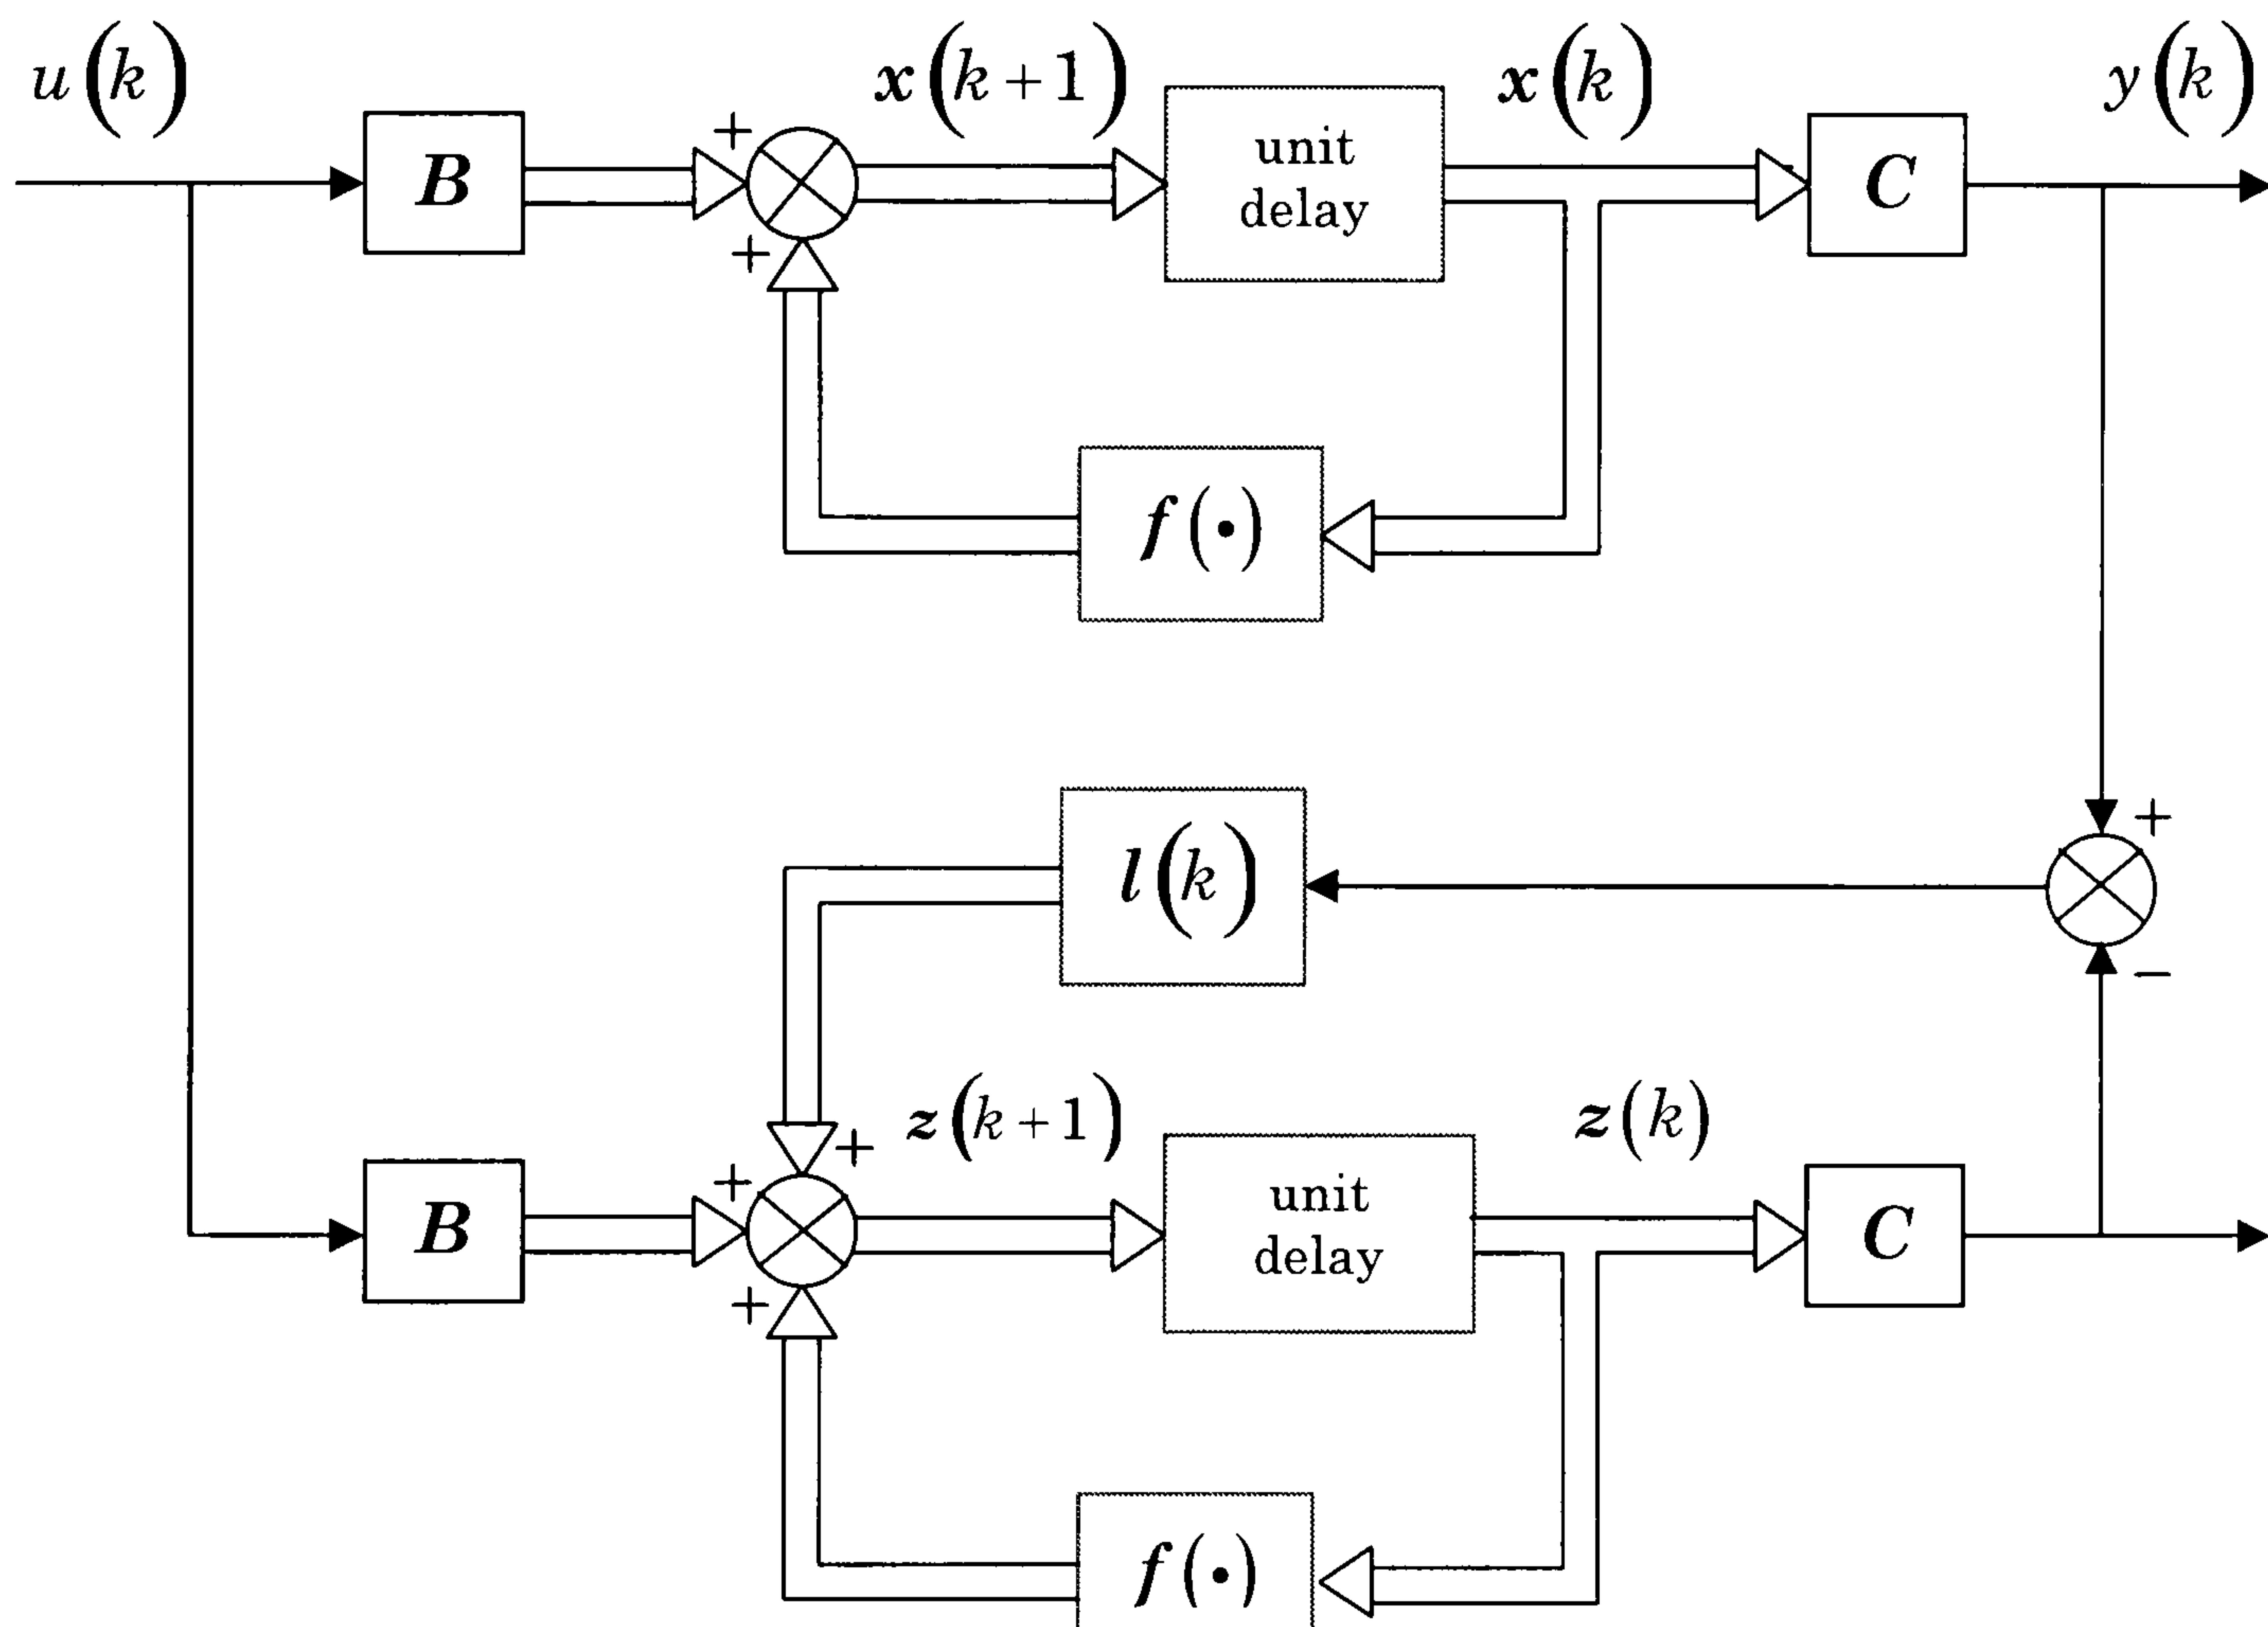 u(k)
x(k+1)
x(k)
y(k)
B
+
+
unit
delay
C
f(•)
l(k)
+
−
z(k+1)
z(k)
B
+
+
+
unit
delay
C
f(•)